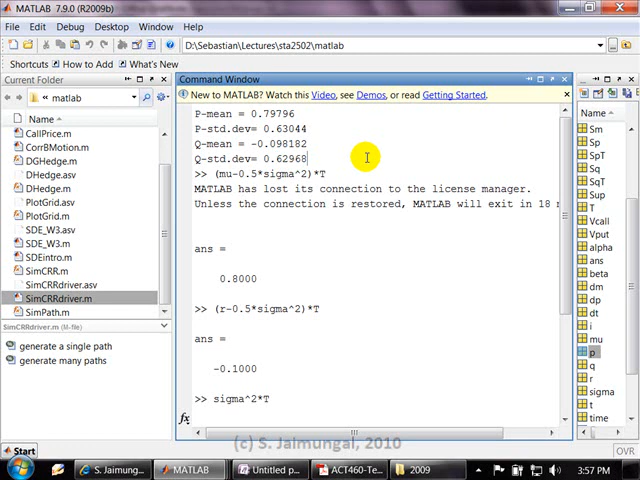 MATLAB 7.9.0 (R2009b)
File Edit Debug Desktop Window Help
D:\Sebastian\Lectures\sta2502\matlab
Shortcuts How to Add What's New
Current Folder
Command Window
matlab
New to MATLAB? Watch this Video, see Demos, or read Getting Started.
Name
CallPrice.m
CorrBMotion.m
DGHedge.m
DHedge.asv
DHedge.m
PlotGrid.asv
PlotGrid.m
SDE_W3.asv
SDE_W3.m
SDEintro.m
SimCRR.m
SimCRRdriver.asv
SimCRRdriver.m
SimPath.m
SimCRRdriver.m (M-file)
generate a single path
generate many paths
P-mean = 0.79796
P-std.dev = 0.63044
Q-mean = -0.098182
Q-std.dev= 0.62968
>> (mu-0.5*sigma^2)*T
MATLAB has lost its connection to the license manager.
Unless the connection is restored, MATLAB will exit in 18
ans =
0.8000
>> (r-0.5*sigma^2)*T
ans =
-0.1000
>> sigma^2*T
fx
Name
Sm
Sp
SpT
Sq
SqT
Sup
T
Vcall
Vput
alpha
ans
beta
dm
dp
dt
i
mu
p
q
r
sigma
t
time
(c) S. Jaimungal, 2010
Start
OVR
S. Jaimung...
MATLAB
Untitled p...
ACT460-Te...
2009
3:57 PM